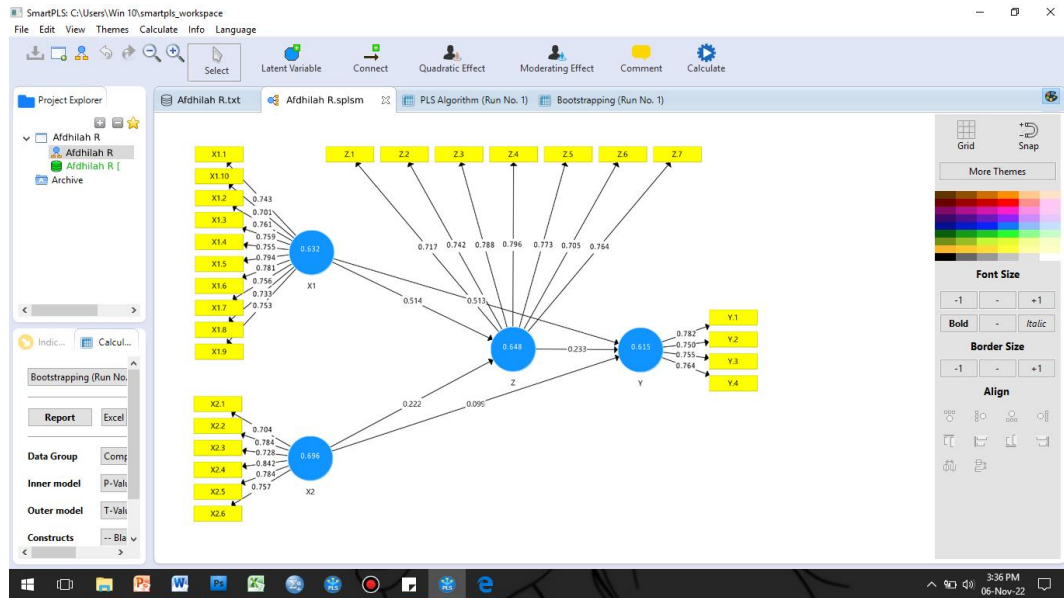 SmartPLS: C:\Users\Win 10\smartpls_workspace
File Edit View Themes Calculate Info Language
Select Latent Variable Connect Quadratic Effect Moderating Effect Comment Calculate
Project Explorer
Afdhilah R
Afdhilah R
Afdhilah R [
Archive
Indic... Calcul...
Bootstrapping (Run No.
Report Excel
Data Group Comp
Inner model P-Valu
Outer model T-Valu
Constructs -- Bla
Afdhilah R.txt Afdhilah R.splsm PLS Algorithm (Run No. 1) Bootstrapping (Run No. 1)
X1.1
X1.10
X1.2
X1.3
X1.4
X1.5
X1.6
X1.7
X1.8
X1.9
0.743
0.701
0.761
0.759
0.755
0.794
0.781
0.756
0.733
0.753
0.632
X1
Z.1 Z.2 Z.3 Z.4 Z.5 Z.6 Z.7
0.717 0.742 0.788 0.796 0.773 0.705 0.764
0.514 0.513
0.648
Z
0.233
0.615
Y
0.782
0.750
0.755
0.764
Y.1
Y.2
Y.3
Y.4
0.222 0.095
X2.1
X2.2
X2.3
X2.4
X2.5
X2.6
0.704
0.784
0.728
0.842
0.784
0.757
0.696
X2
Grid Snap
More Themes
Font Size
-1 - +1
Bold - Italic
Border Size
-1 - +1
Align
3:36 PM
06-Nov-22